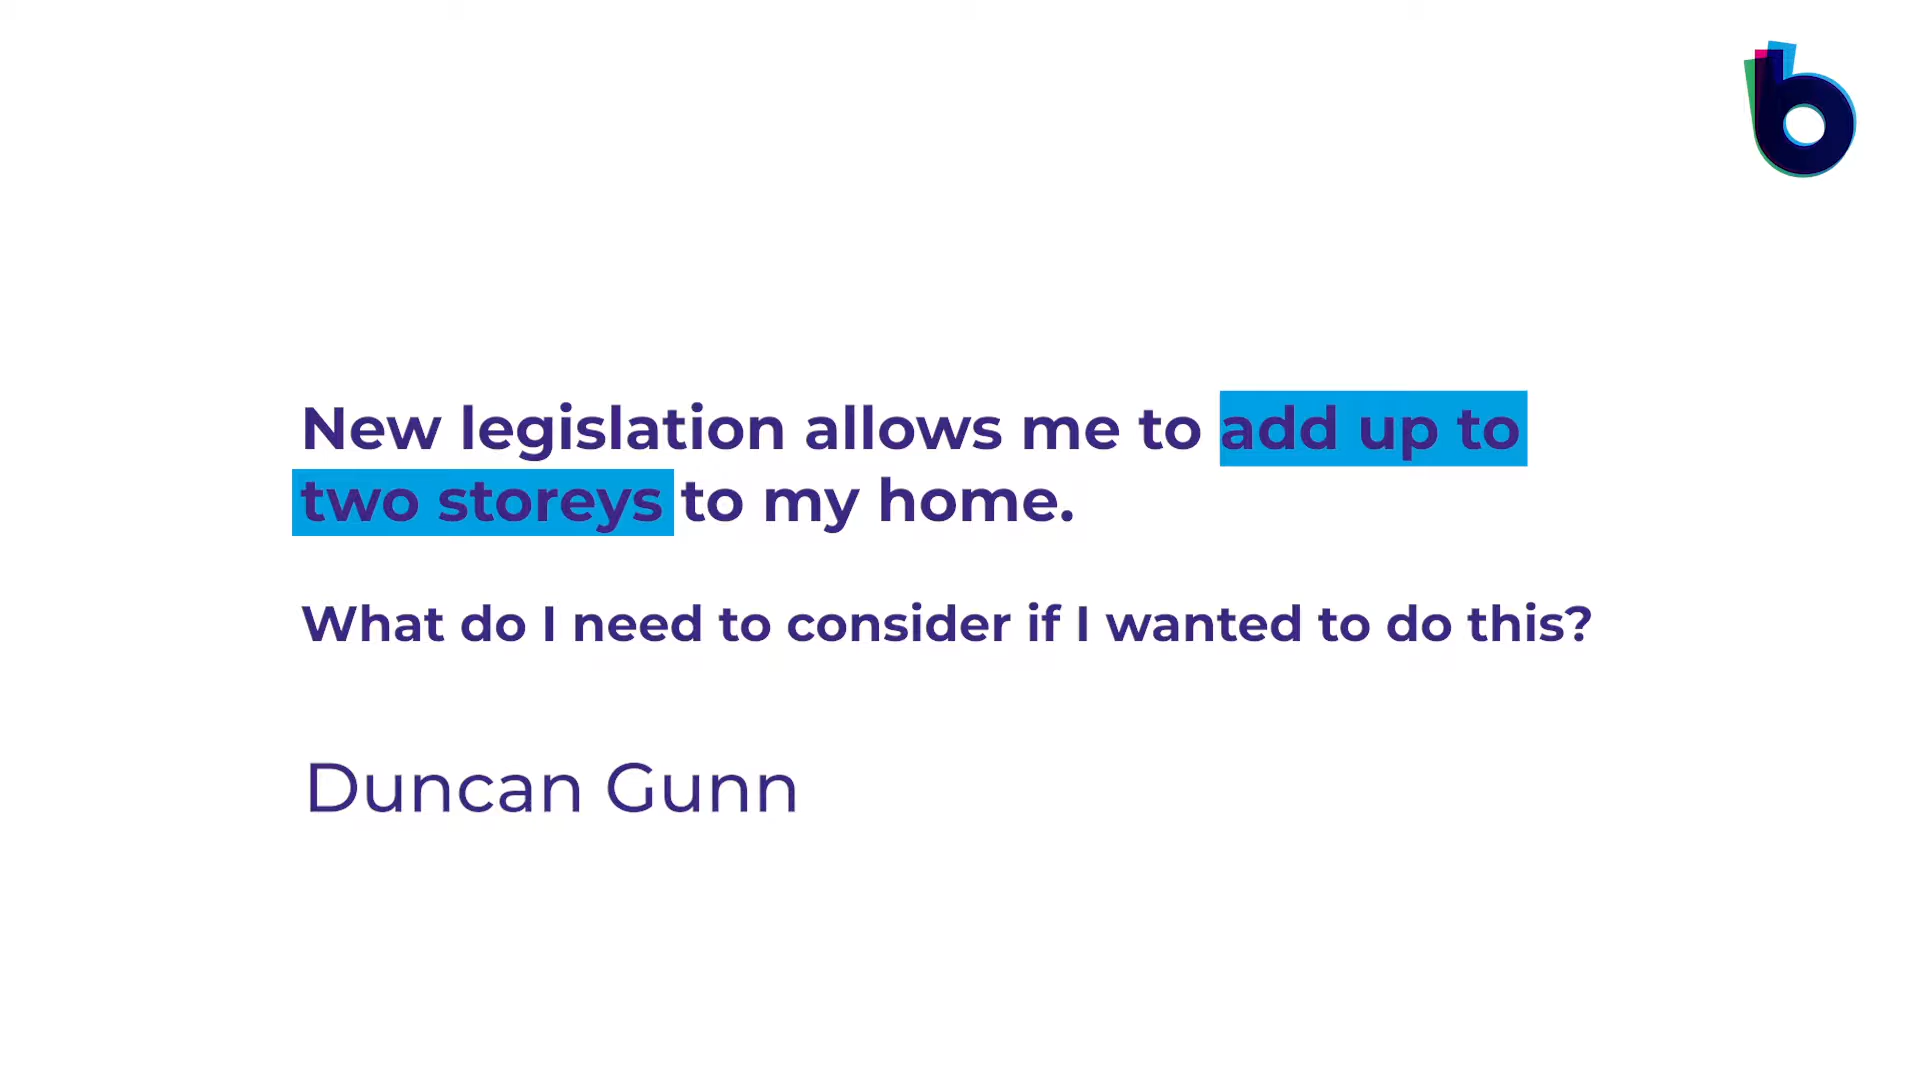 b
New legislation allows me to add up to
two storeys to my home.
What do I need to consider if I wanted to do this?
Duncan Gunn